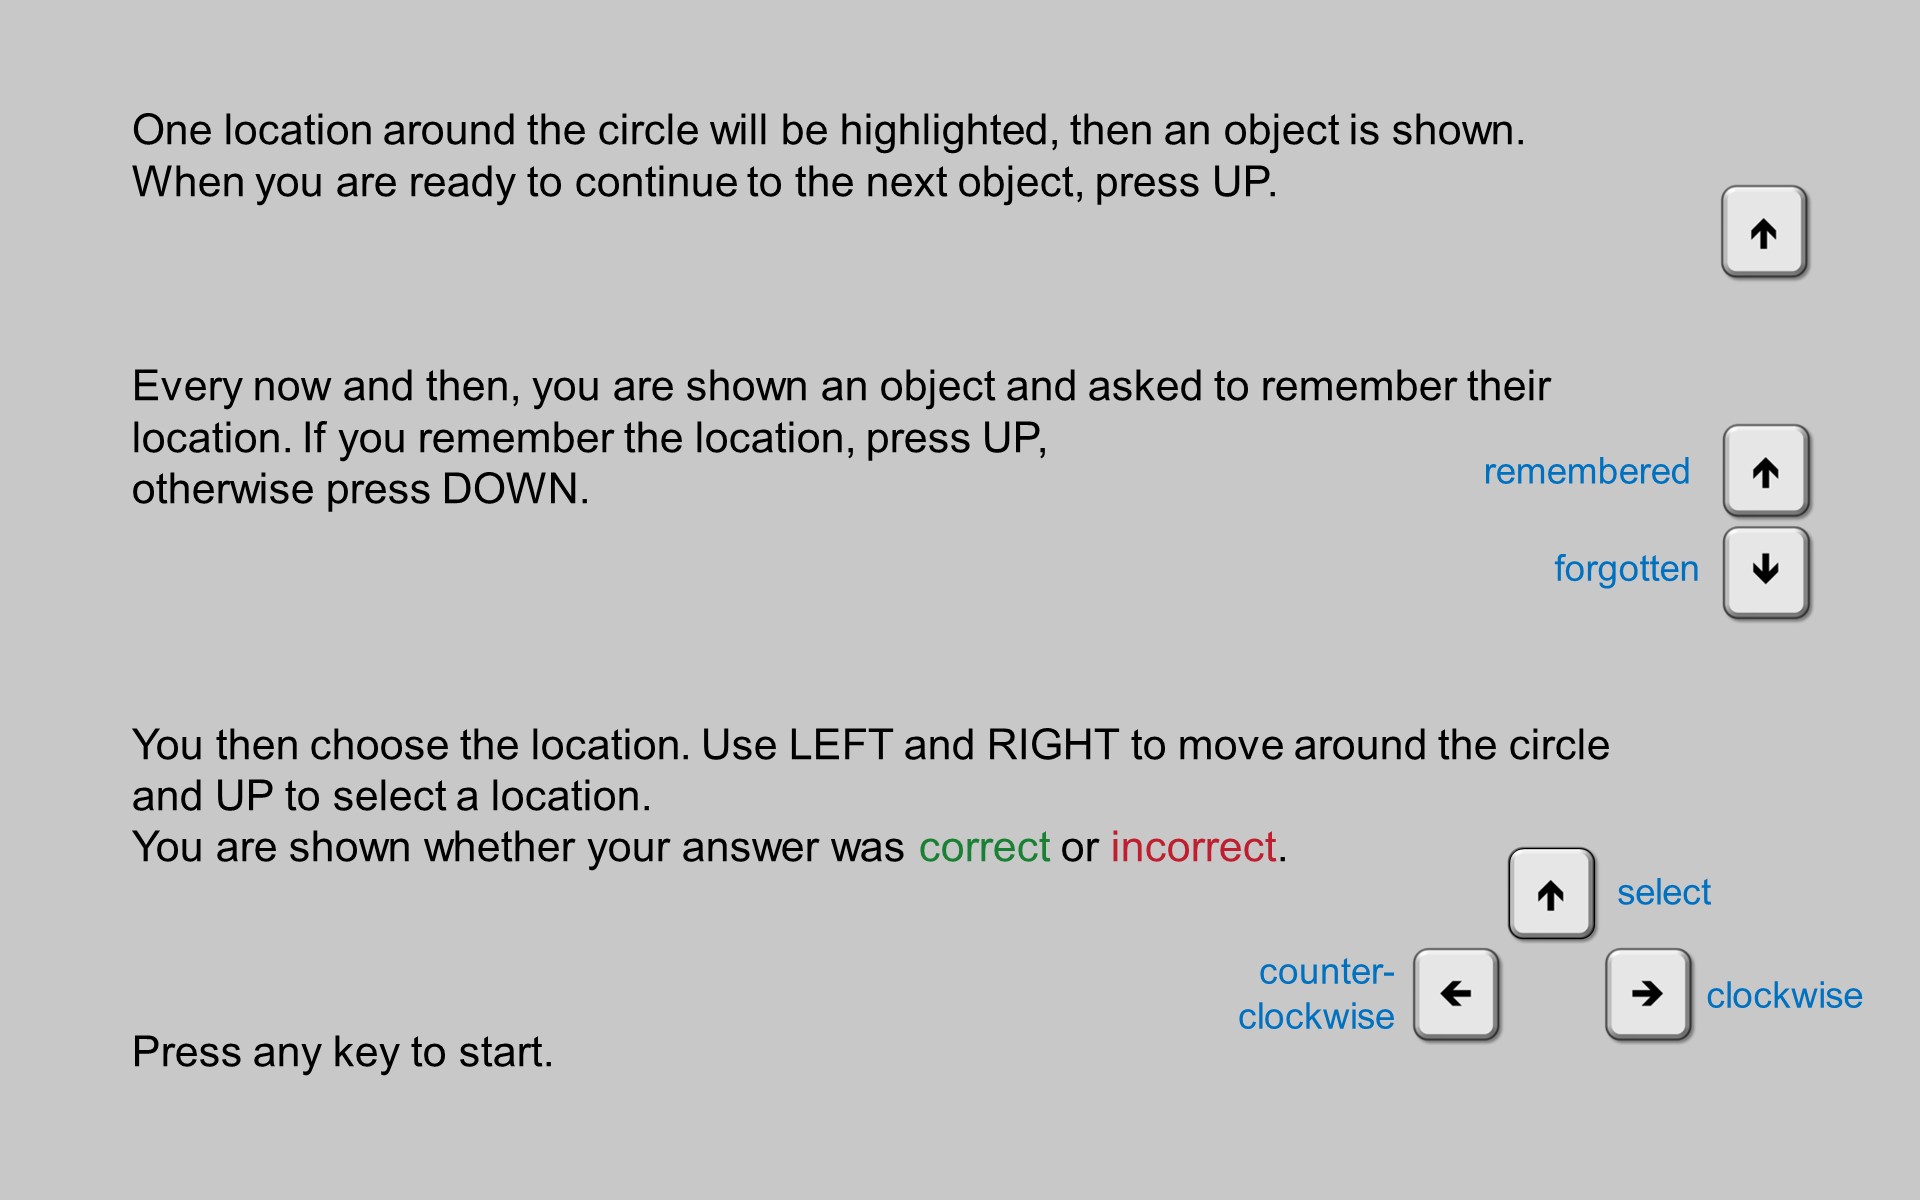 One location around the circle will be highlighted, then an object is shown.
When you are ready to continue to the next object, press UP.
Every now and then, you are shown an object and asked to remember their
location. If you remember the location, press UP,
otherwise press DOWN.
remembered
forgotten
You then choose the location. Use LEFT and RIGHT to move around the circle
and UP to select a location.
You are shown whether your answer was correct or incorrect.
select
counter-
clockwise
clockwise
Press any key to start.